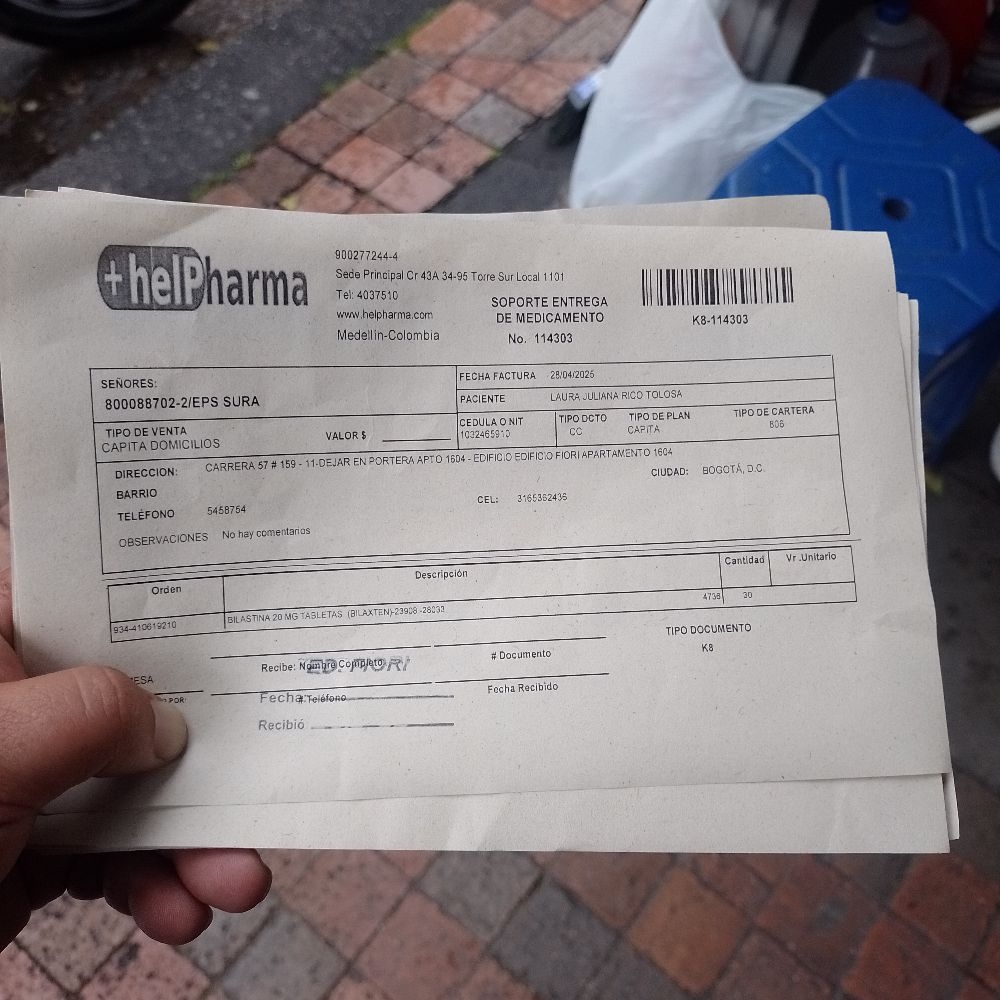 +helPharma
900277244-4
Sede Principal Cr 43A 34-95 Torre Sur Local 1101
Tel: 4037510
www.helpharma.com
Medellín-Colombia
SOPORTE ENTREGA
DE MEDICAMENTO
No. 114303
K8-114303
SEÑORES:
800088702-2/EPS SURA
FECHA FACTURA 28/04/2025
PACIENTE LAURA JULIANA RICO TOLOSA
TIPO DE VENTA
CAPITA DOMICILIOS
VALOR $
CEDULA O NIT
1032465910
TIPO DCTO
CC
TIPO DE PLAN
CAPITA
TIPO DE CARTERA
806
DIRECCION: CARRERA 57 # 159 - 11-DEJAR EN PORTERA APTO 1604 - EDIFICIO EDIFICIO FIORI APARTAMENTO 1604
BARRIO
CIUDAD: BOGOTÁ, D.C.
TELÉFONO 5458764
CEL: 3165362436
OBSERVACIONES No hay comentarios
Orden Descripción Cantidad Vr .Unitario
934-410619210 BILASTINA 20 MG TABLETAS (BILAXTEN)-23908 -28033 4736 30
Recibe: Nombre Completo
ED. FIORI
# Documento
TIPO DOCUMENTO
K8
ESA
POR:
Fecha:
# Teléfono
Fecha Recibido
Recibió